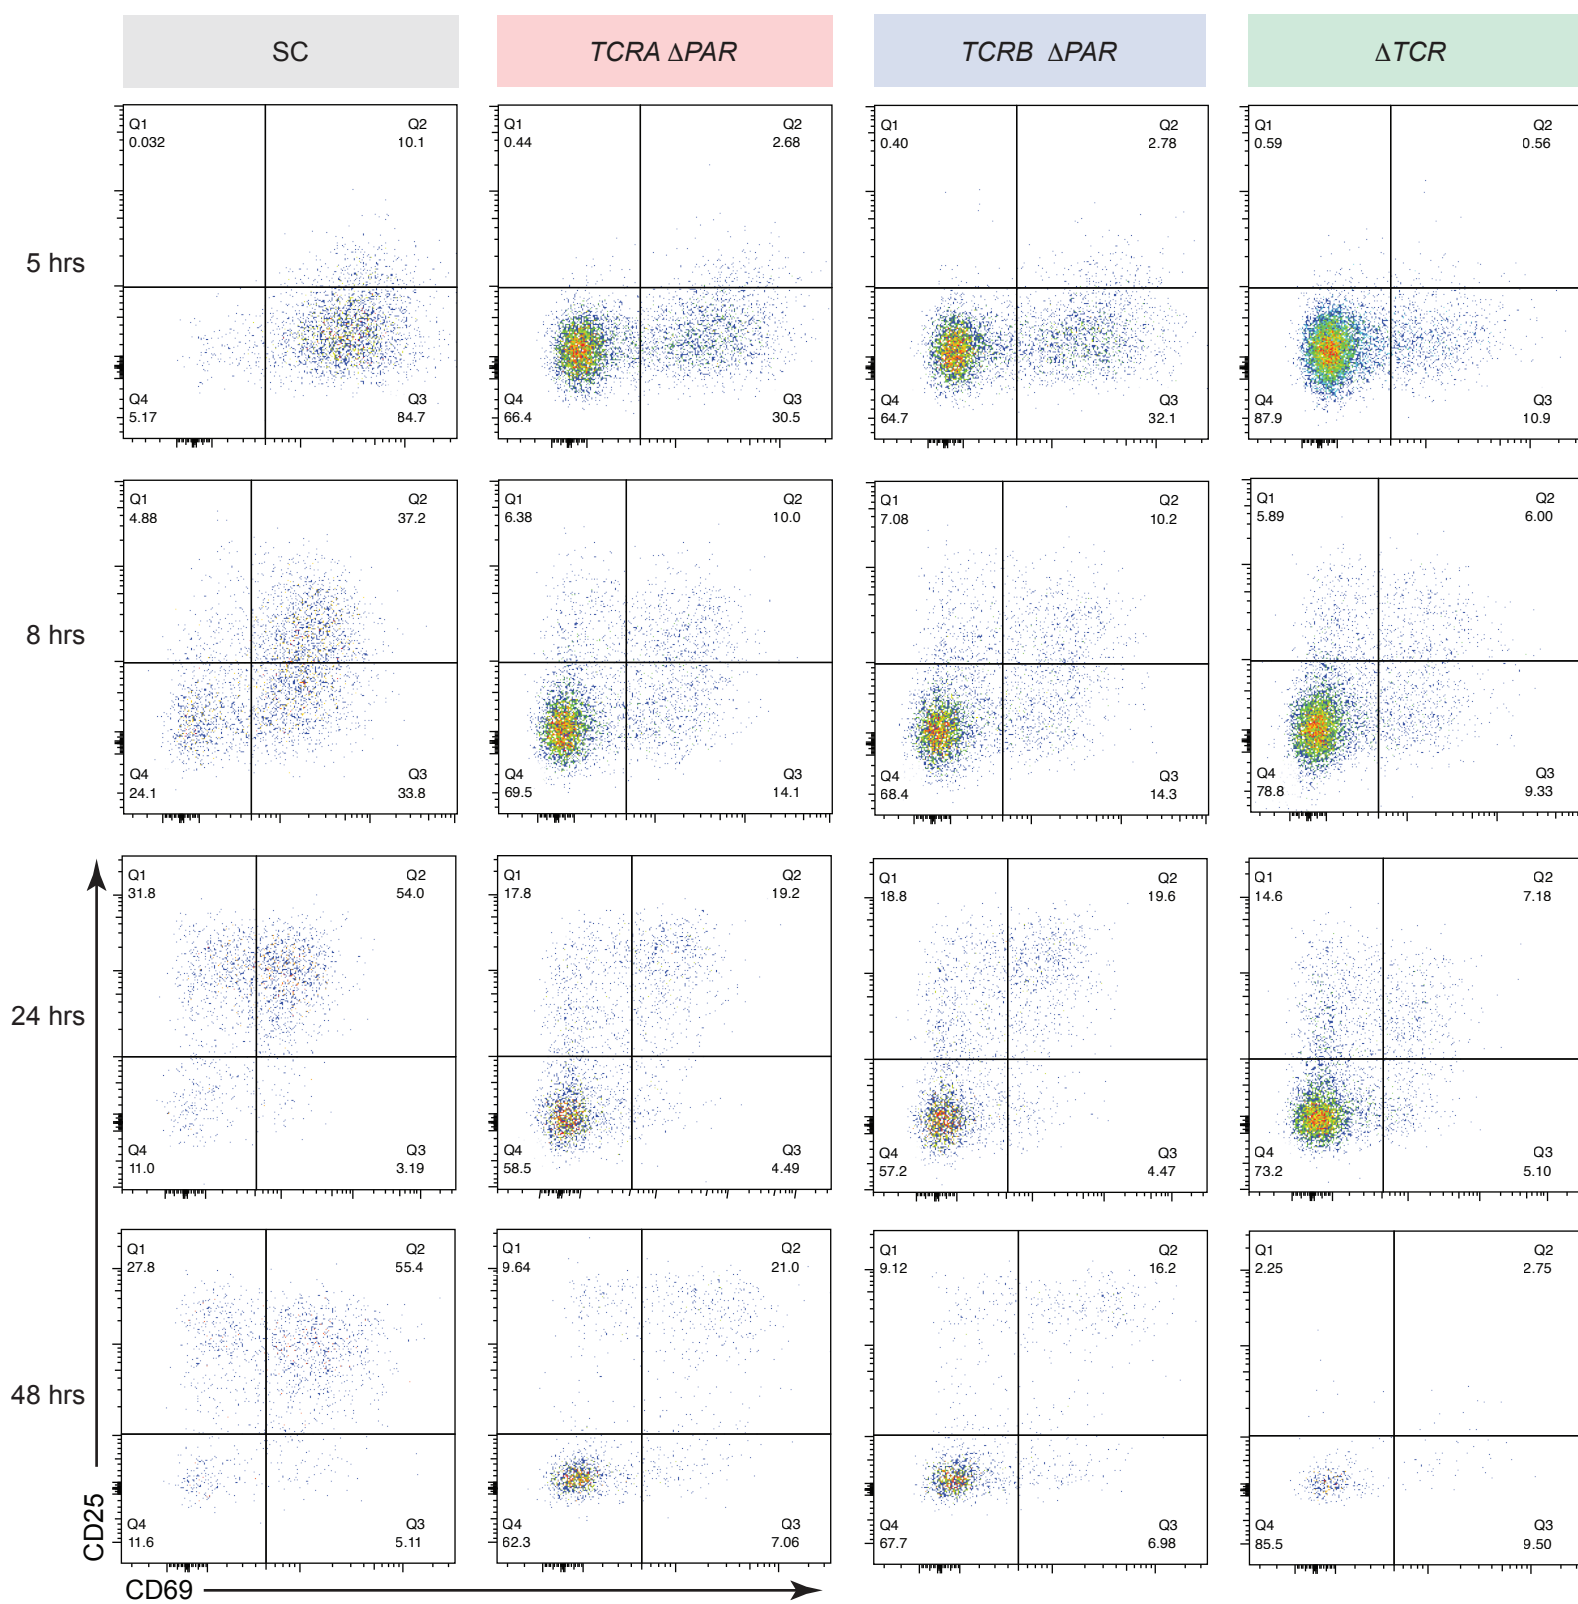 SC
TCRA ΔPAR
TCRB ΔPAR
ΔTCR
5 hrs
Q1
0.032
Q2
10.1
Q4
5.17
Q3
84.7
Q1
0.44
Q2
2.68
Q4
66.4
Q3
30.5
Q1
0.40
Q2
2.78
Q4
64.7
Q3
32.1
Q1
0.59
Q2
0.56
Q4
87.9
Q3
10.9
8 hrs
Q1
4.88
Q2
37.2
Q4
24.1
Q3
33.8
Q1
6.38
Q2
10.0
Q4
69.5
Q3
14.1
Q1
7.08
Q2
10.2
Q4
68.4
Q3
14.3
Q1
5.89
Q2
6.00
Q4
78.8
Q3
9.33
24 hrs
Q1
31.8
Q2
54.0
Q4
11.0
Q3
3.19
Q1
17.8
Q2
19.2
Q4
58.5
Q3
4.49
Q1
18.8
Q2
19.6
Q4
57.2
Q3
4.47
Q1
14.6
Q2
7.18
Q4
73.2
Q3
5.10
48 hrs
Q1
27.8
Q2
55.4
Q4
11.6
Q3
5.11
Q1
9.64
Q2
21.0
Q4
62.3
Q3
7.06
Q1
9.12
Q2
16.2
Q4
67.7
Q3
6.98
Q1
2.25
Q2
2.75
Q4
85.5
Q3
9.50
CD25
CD69